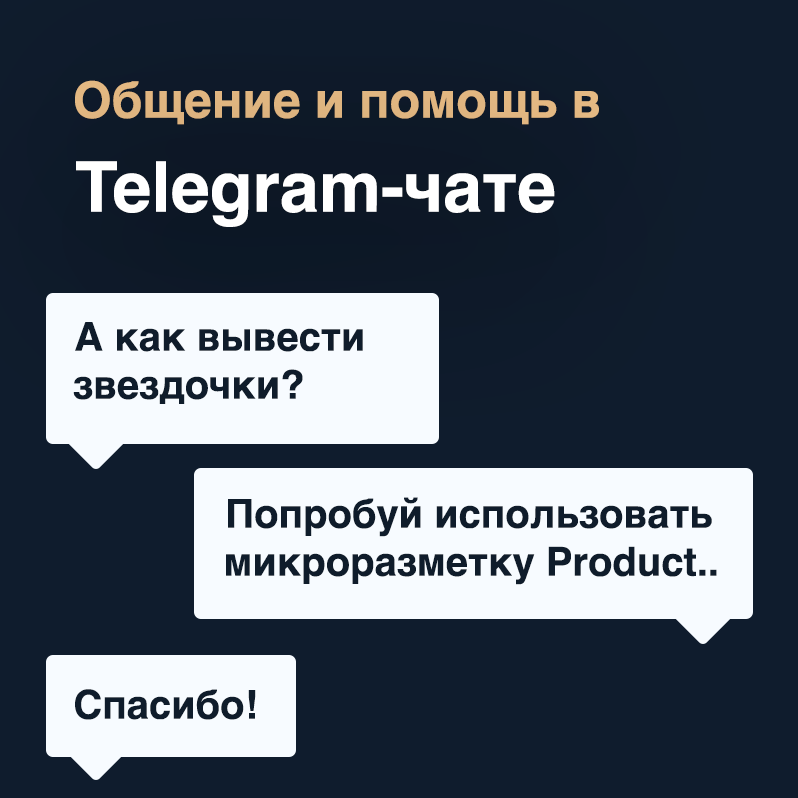 Общение и помощь в
Telegram-чате
А как вывести
звездочки?
Попробуй использовать
микроразметку Product..
Спасибо!